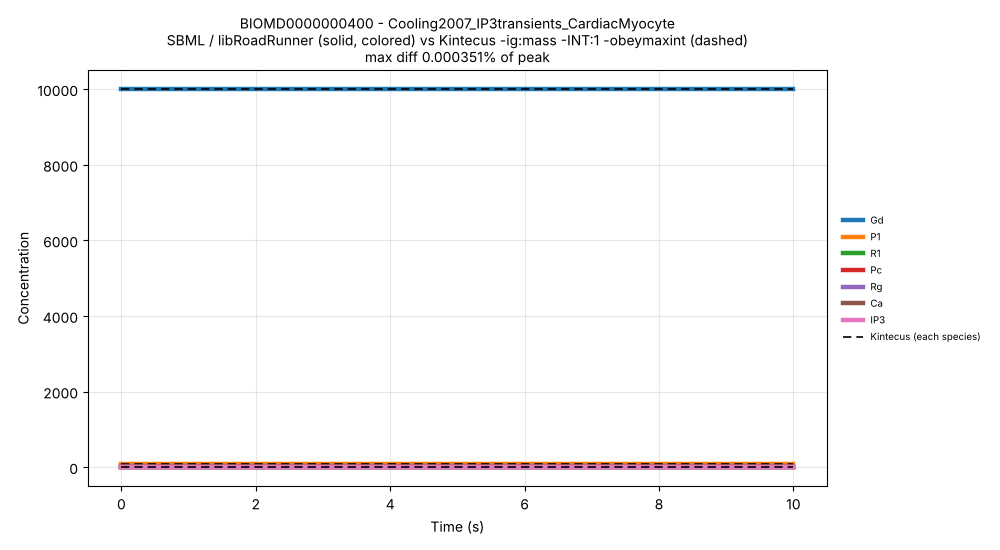 BIOMD0000000400 - Cooling2007_IP3transients_CardiacMyocyte
SBML / libRoadRunner (solid, colored) vs Kintecus -ig:mass -INT:1 -obeymaxint (dashed)
max diff 0.000351% of peak
10000
8000
6000
4000
2000
0
Concentration
0
2
4
6
8
10
Time (s)
Gd
P1
R1
Pc
Rg
Ca
IP3
Kintecus (each species)